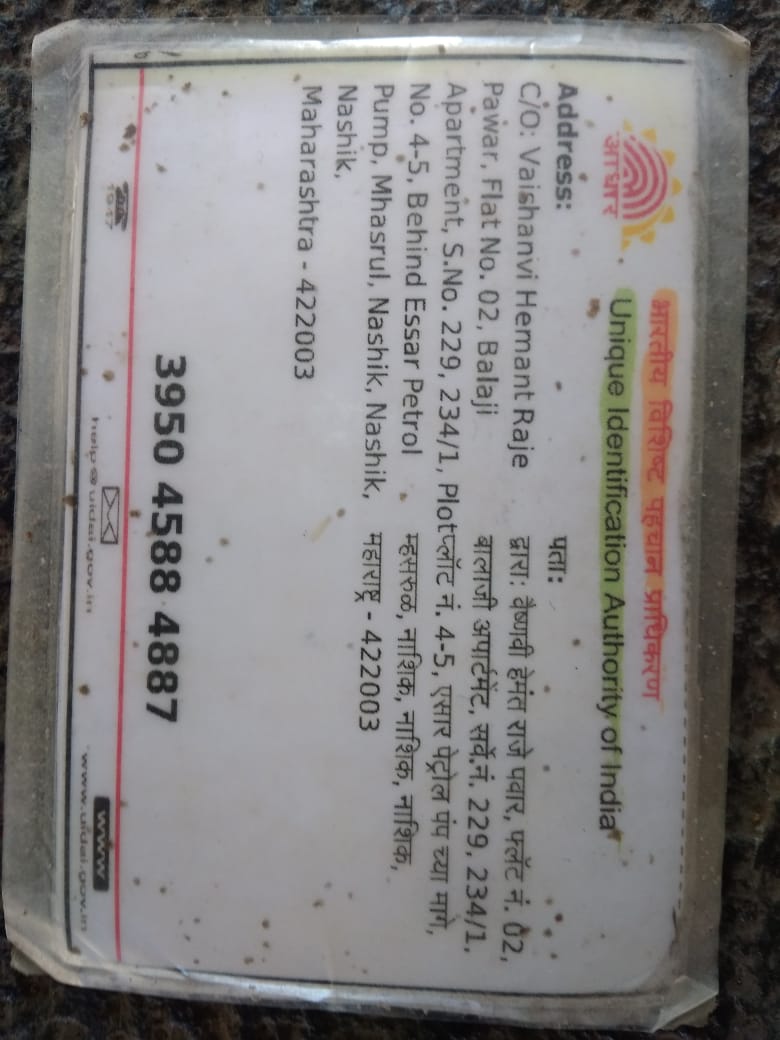 भारतीय विशिष्ट पहचान प्राधिकरण
Unique Identification Authority of India
आधार
Address:
C/O: Vaishanvi Hemant Raje
Pawar, Flat No. 02, Balaji
Apartment, S.No. 229, 234/1, Plot
No. 4-5, Behind Essar Petrol
Pump, Mhasrul, Nashik, Nashik,
Nashik,
Maharashtra - 422003
पता:
द्वारा: वैष्णवी हेमंत राजे पवार, फ्लॅट नं. 02,
बालाजी अपार्टमेंट, सर्वे.नं. 229, 234/1,
प्लॉट नं. 4-5, एसार पेट्रोल पंप च्या मागे,
म्हसरुळ, नाशिक, नाशिक, नाशिक,
महाराष्ट्र - 422003
3950 4588 4887
1947
help@uidai.gov.in
www
www.uidai.gov.in